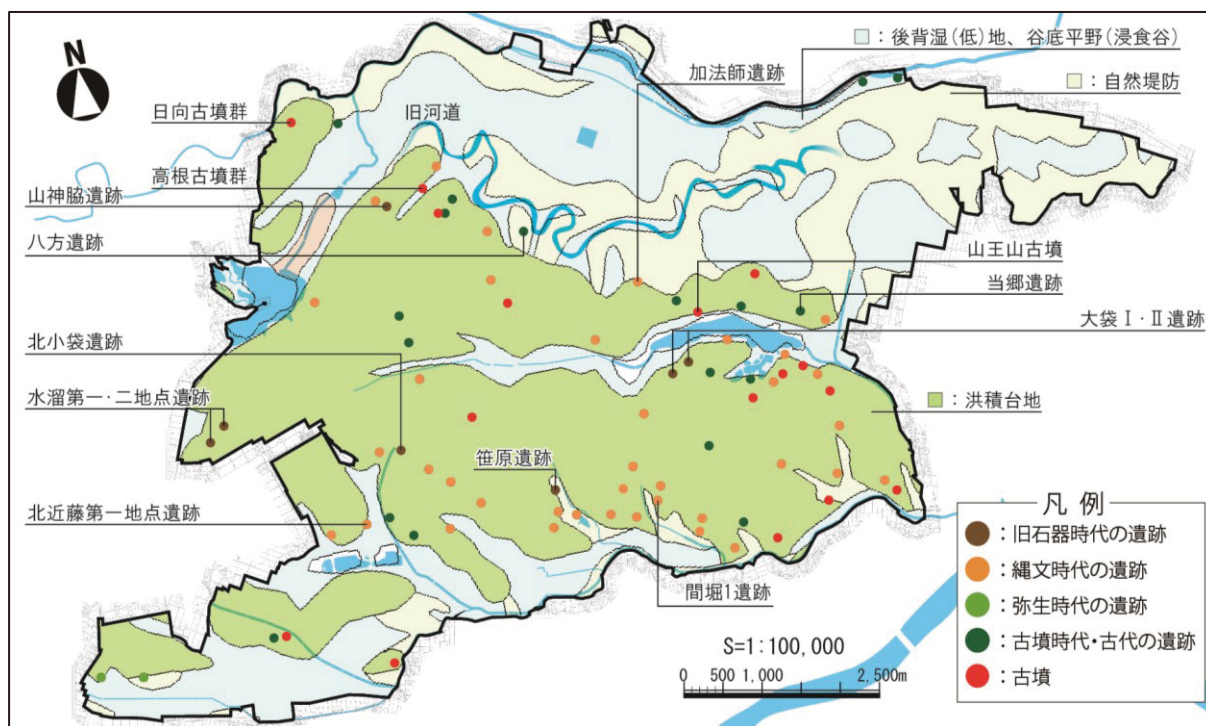 N
□：後背湿(低)地、谷底平野(浸食谷)
加法師遺跡
□：自然堤防
日向古墳群
旧河道
高根古墳群
山神脇遺跡
八方遺跡
山王山古墳
当郷遺跡
大袋Ⅰ・Ⅱ遺跡
北小袋遺跡
水溜第一・二地点遺跡
■：洪積台地
笹原遺跡
北近藤第一地点遺跡
間堀1遺跡
S=1：100,000
0 500 1,000 2,500m
凡 例
●：旧石器時代の遺跡
●：縄文時代の遺跡
●：弥生時代の遺跡
●：古墳時代・古代の遺跡
●：古墳